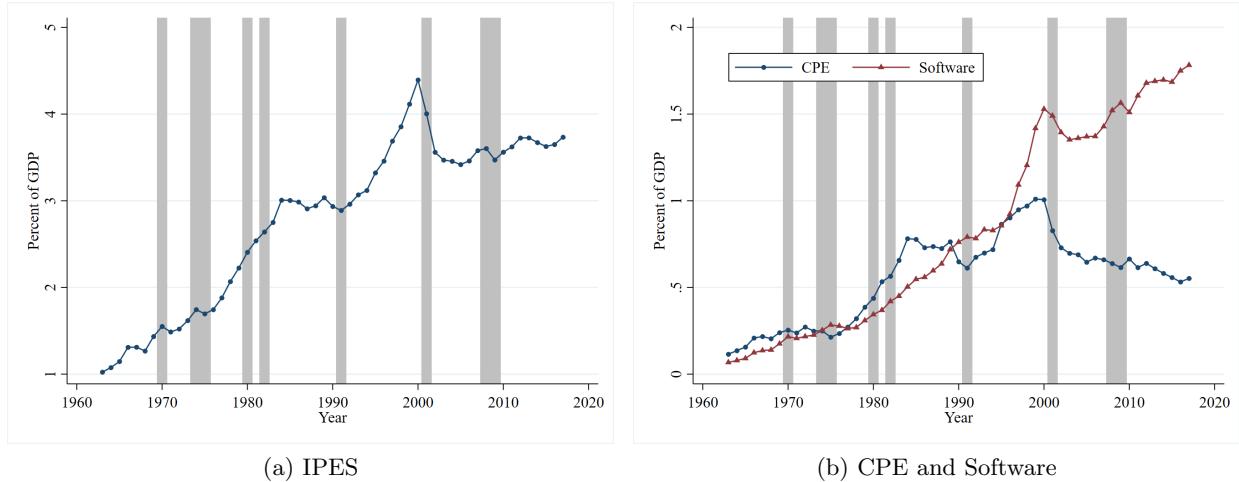 Percent of GDP
5
4
3
2
1
1960 1970 1980 1990 2000 2010 2020
Year
(a) IPES
Percent of GDP
2
1.5
1
.5
0
CPE Software
1960 1970 1980 1990 2000 2010 2020
Year
(b) CPE and Software